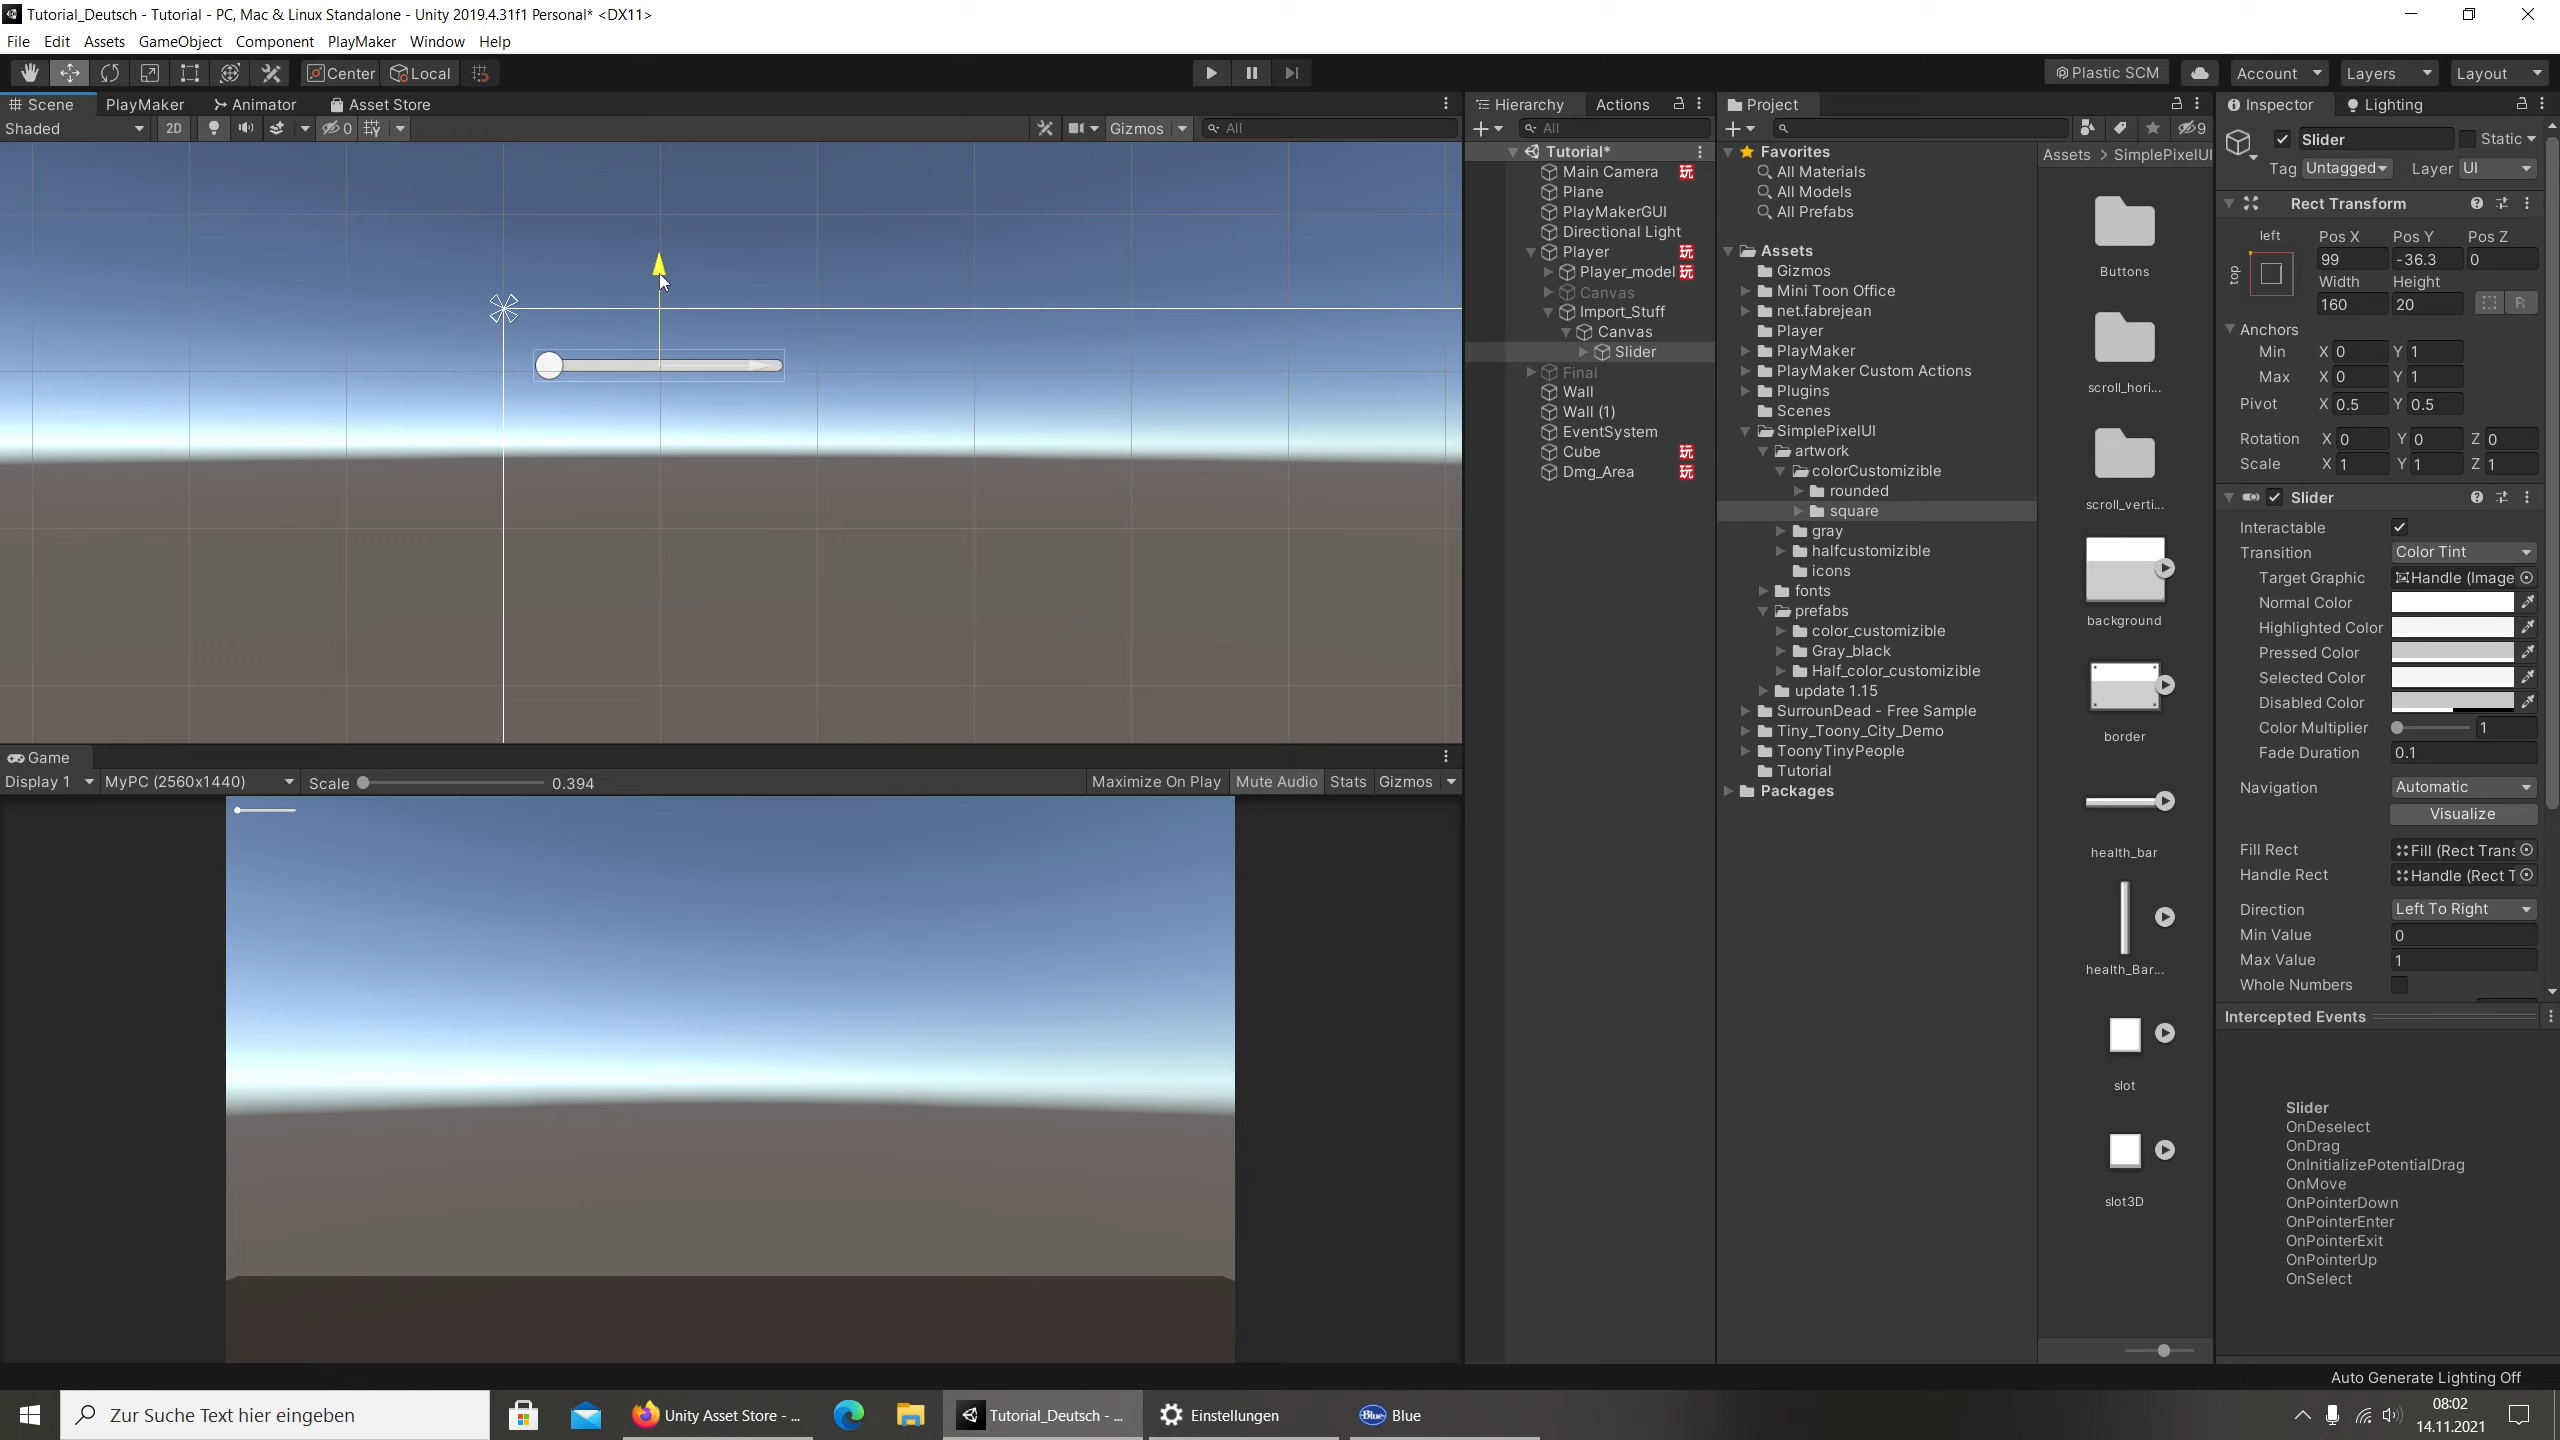 Tutorial_Deutsch - Tutorial - PC, Mac & Linux Standalone - Unity 2019.4.31f1 Personal* <DX11>
File Edit Assets GameObject Component PlayMaker Window Help
Center Local Plastic SCM Account Layers Layout
Scene PlayMaker Animator Asset Store
Shaded 2D 0 Gizmos All
Hierarchy Actions
All
Tutorial*
Main Camera 玩
Plane
PlayMakerGUI
Directional Light
Player 玩
Player_model 玩
Canvas
Import_Stuff
Canvas
Slider
Final
Wall
Wall (1)
EventSystem
Cube 玩
Dmg_Area 玩
Project
9
Favorites
All Materials
All Models
All Prefabs
Assets
Gizmos
Mini Toon Office
net.fabrejean
Player
PlayMaker
PlayMaker Custom Actions
Plugins
Scenes
SimplePixelUI
artwork
colorCustomizible
rounded
square
gray
halfcustomizible
icons
fonts
prefabs
color_customizible
Gray_black
Half_color_customizible
update 1.15
SurrounDead - Free Sample
Tiny_Toony_City_Demo
ToonyTinyPeople
Tutorial
Packages
Assets > SimplePixelUI
Buttons
scroll_hori...
scroll_verti...
background
border
health_bar
health_Bar...
slot
slot3D
Inspector Lighting
Slider Static
Tag Untagged Layer UI
Rect Transform
left Pos X Pos Y Pos Z
top 99 -36.3 0
Width Height
160 20 R
Anchors
Min X 0 Y 1
Max X 0 Y 1
Pivot X 0.5 Y 0.5
Rotation X 0 Y 0 Z 0
Scale X 1 Y 1 Z 1
Slider
Interactable
Transition Color Tint
Target Graphic Handle (Image
Normal Color
Highlighted Color
Pressed Color
Selected Color
Disabled Color
Color Multiplier 1
Fade Duration 0.1
Navigation Automatic
Visualize
Fill Rect Fill (Rect Trans
Handle Rect Handle (Rect T
Direction Left To Right
Min Value 0
Max Value 1
Whole Numbers
Intercepted Events
Slider
OnDeselect
OnDrag
OnInitializePotentialDrag
OnMove
OnPointerDown
OnPointerEnter
OnPointerExit
OnPointerUp
OnSelect
Game
Display 1 MyPC (2560x1440) Scale 0.394 Maximize On Play Mute Audio Stats Gizmos
Auto Generate Lighting Off
Zur Suche Text hier eingeben Unity Asset Store - ... Tutorial_Deutsch - ... Einstellungen Blue Blue
08:02
14.11.2021